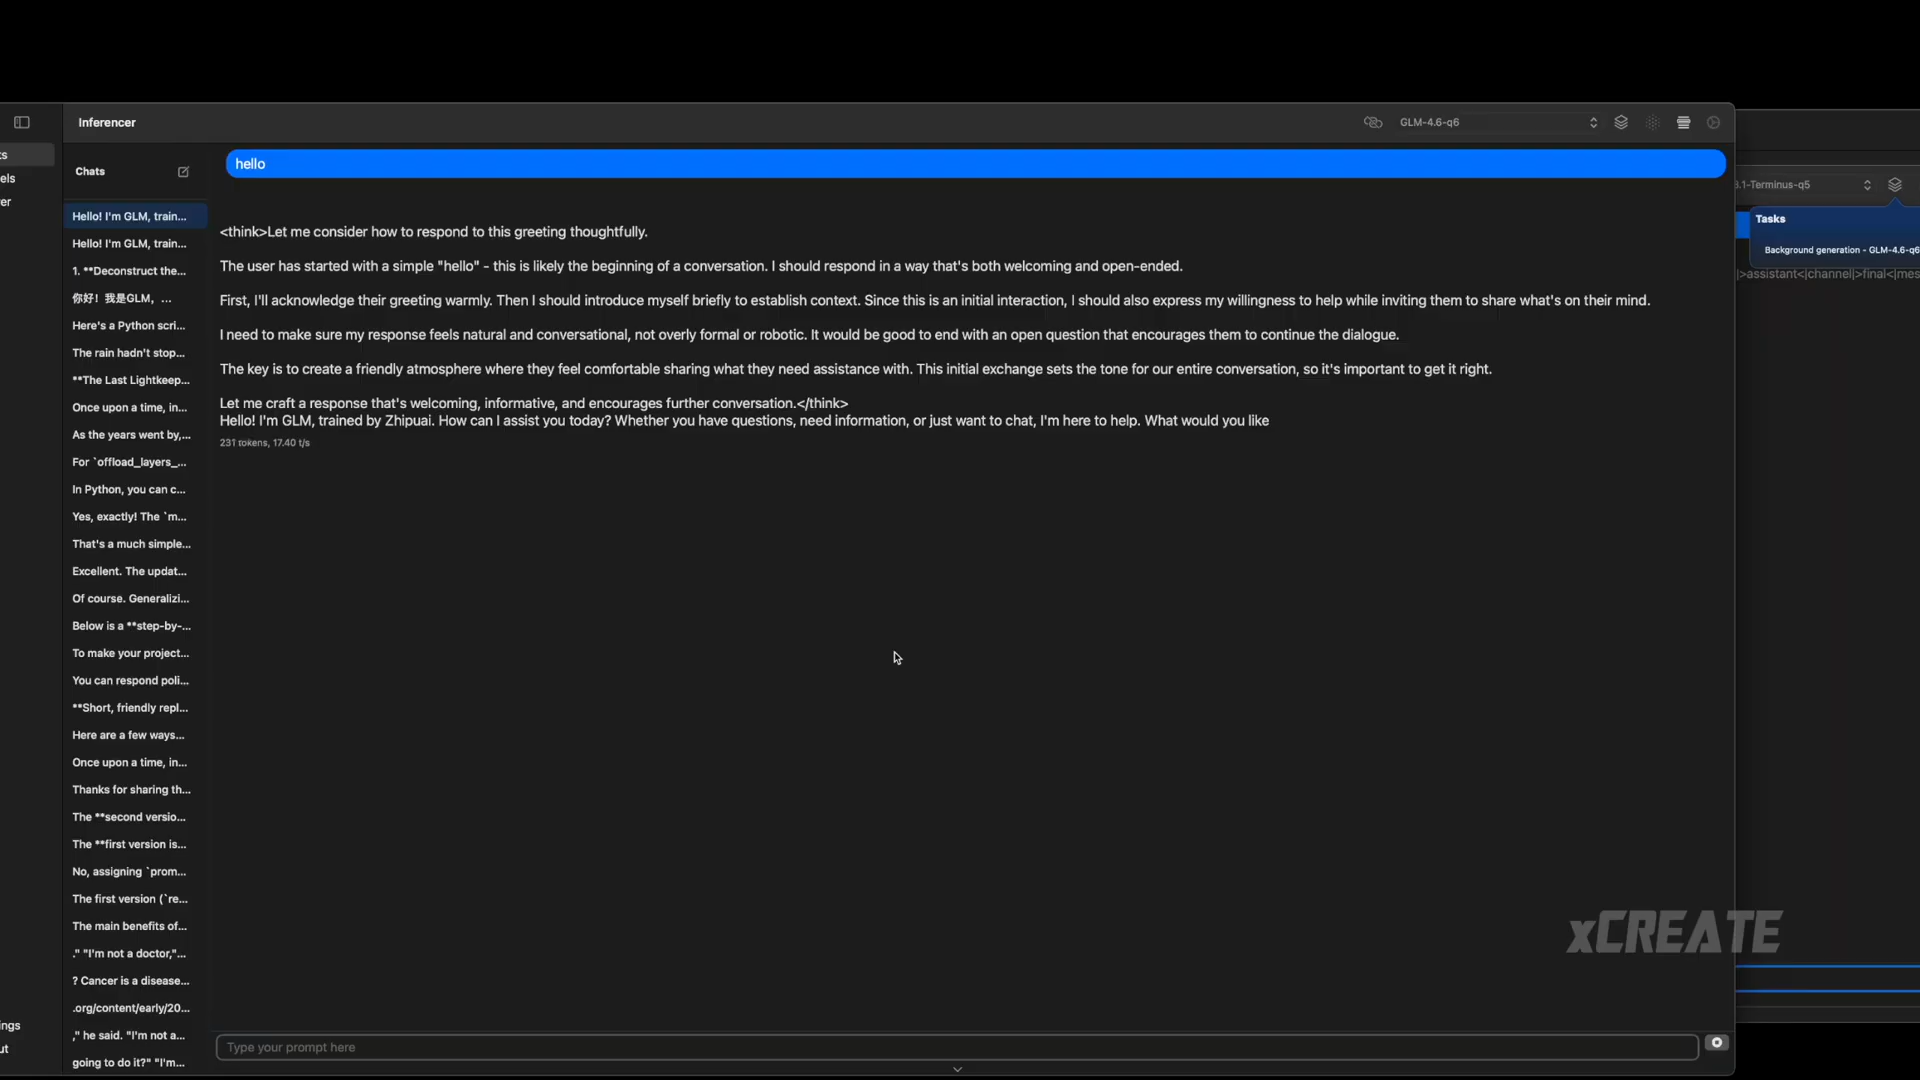 Inferencer
GLM-4.6-q6
Chats
hello
Hello! I'm GLM, train...
Hello! I'm GLM, train...
1. **Deconstruct the...
你好！我是GLM，...
Here's a Python scri...
The rain hadn't stop...
**The Last Lightkeep...
Once upon a time, in...
As the years went by,...
For `offload_layers_...
In Python, you can c...
Yes, exactly! The `m...
That's a much simple...
Excellent. The updat...
Of course. Generalizi...
Below is a **step-by-...
To make your project...
You can respond poli...
**Short, friendly repl...
Here are a few ways...
Once upon a time, in...
Thanks for sharing th...
The **second versio...
The **first version is...
No, assigning `prom...
The first version (`re...
The main benefits of...
." "I'm not a doctor,"...
? Cancer is a disease...
.org/content/early/20...
," he said. "I'm not a...
going to do it?" "I'm...
<think>Let me consider how to respond to this greeting thoughtfully.
The user has started with a simple "hello" - this is likely the beginning of a conversation. I should respond in a way that's both welcoming and open-ended.
First, I'll acknowledge their greeting warmly. Then I should introduce myself briefly to establish context. Since this is an initial interaction, I should also express my willingness to help while inviting them to share what's on their mind.
I need to make sure my response feels natural and conversational, not overly formal or robotic. It would be good to end with an open question that encourages them to continue the dialogue.
The key is to create a friendly atmosphere where they feel comfortable sharing what they need assistance with. This initial exchange sets the tone for our entire conversation, so it's important to get it right.
Let me craft a response that's welcoming, informative, and encourages further conversation.</think>
Hello! I'm GLM, trained by Zhipuai. How can I assist you today? Whether you have questions, need information, or just want to chat, I'm here to help. What would you like
231 tokens, 17.40 t/s
Type your prompt here
.1-Terminus-q5
Tasks
Background generation - GLM-4.6-q6
|>assistant<|channel|>final<|mes
xCREATE